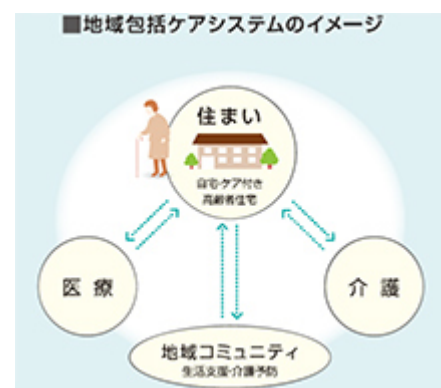 ■地域包括ケアシステムのイメージ
住まい
自宅・ケア付き
高齢者住宅
医療
介護
地域コミュニティ
生活支援・介護予防